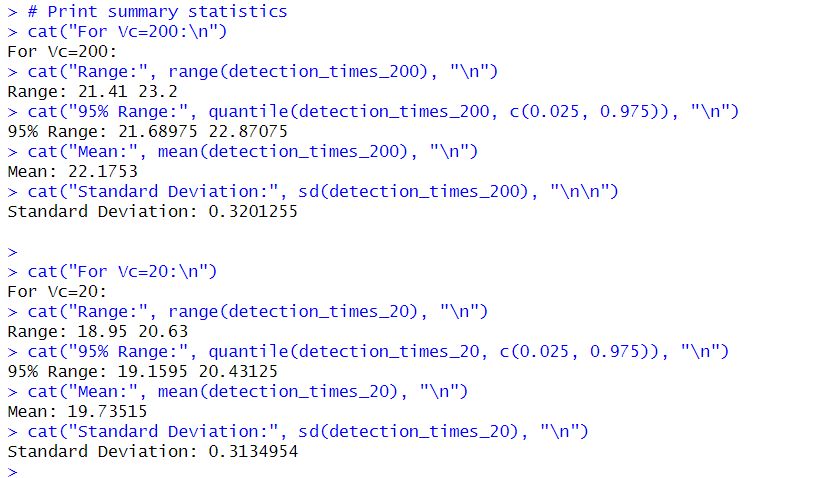 > # Print summary statistics
> cat("For Vc=200:\n")
For Vc=200:
> cat("Range:", range(detection_times_200), "\n")
Range: 21.41 23.2
> cat("95% Range:", quantile(detection_times_200, c(0.025, 0.975)), "\n")
95% Range: 21.68975 22.87075
> cat("Mean:", mean(detection_times_200), "\n")
Mean: 22.1753
> cat("Standard Deviation:", sd(detection_times_200), "\n\n")
Standard Deviation: 0.3201255

>
> cat("For Vc=20:\n")
For Vc=20:
> cat("Range:", range(detection_times_20), "\n")
Range: 18.95 20.63
> cat("95% Range:", quantile(detection_times_20, c(0.025, 0.975)), "\n")
95% Range: 19.1595 20.43125
> cat("Mean:", mean(detection_times_20), "\n")
Mean: 19.73515
> cat("Standard Deviation:", sd(detection_times_20), "\n")
Standard Deviation: 0.3134954
>